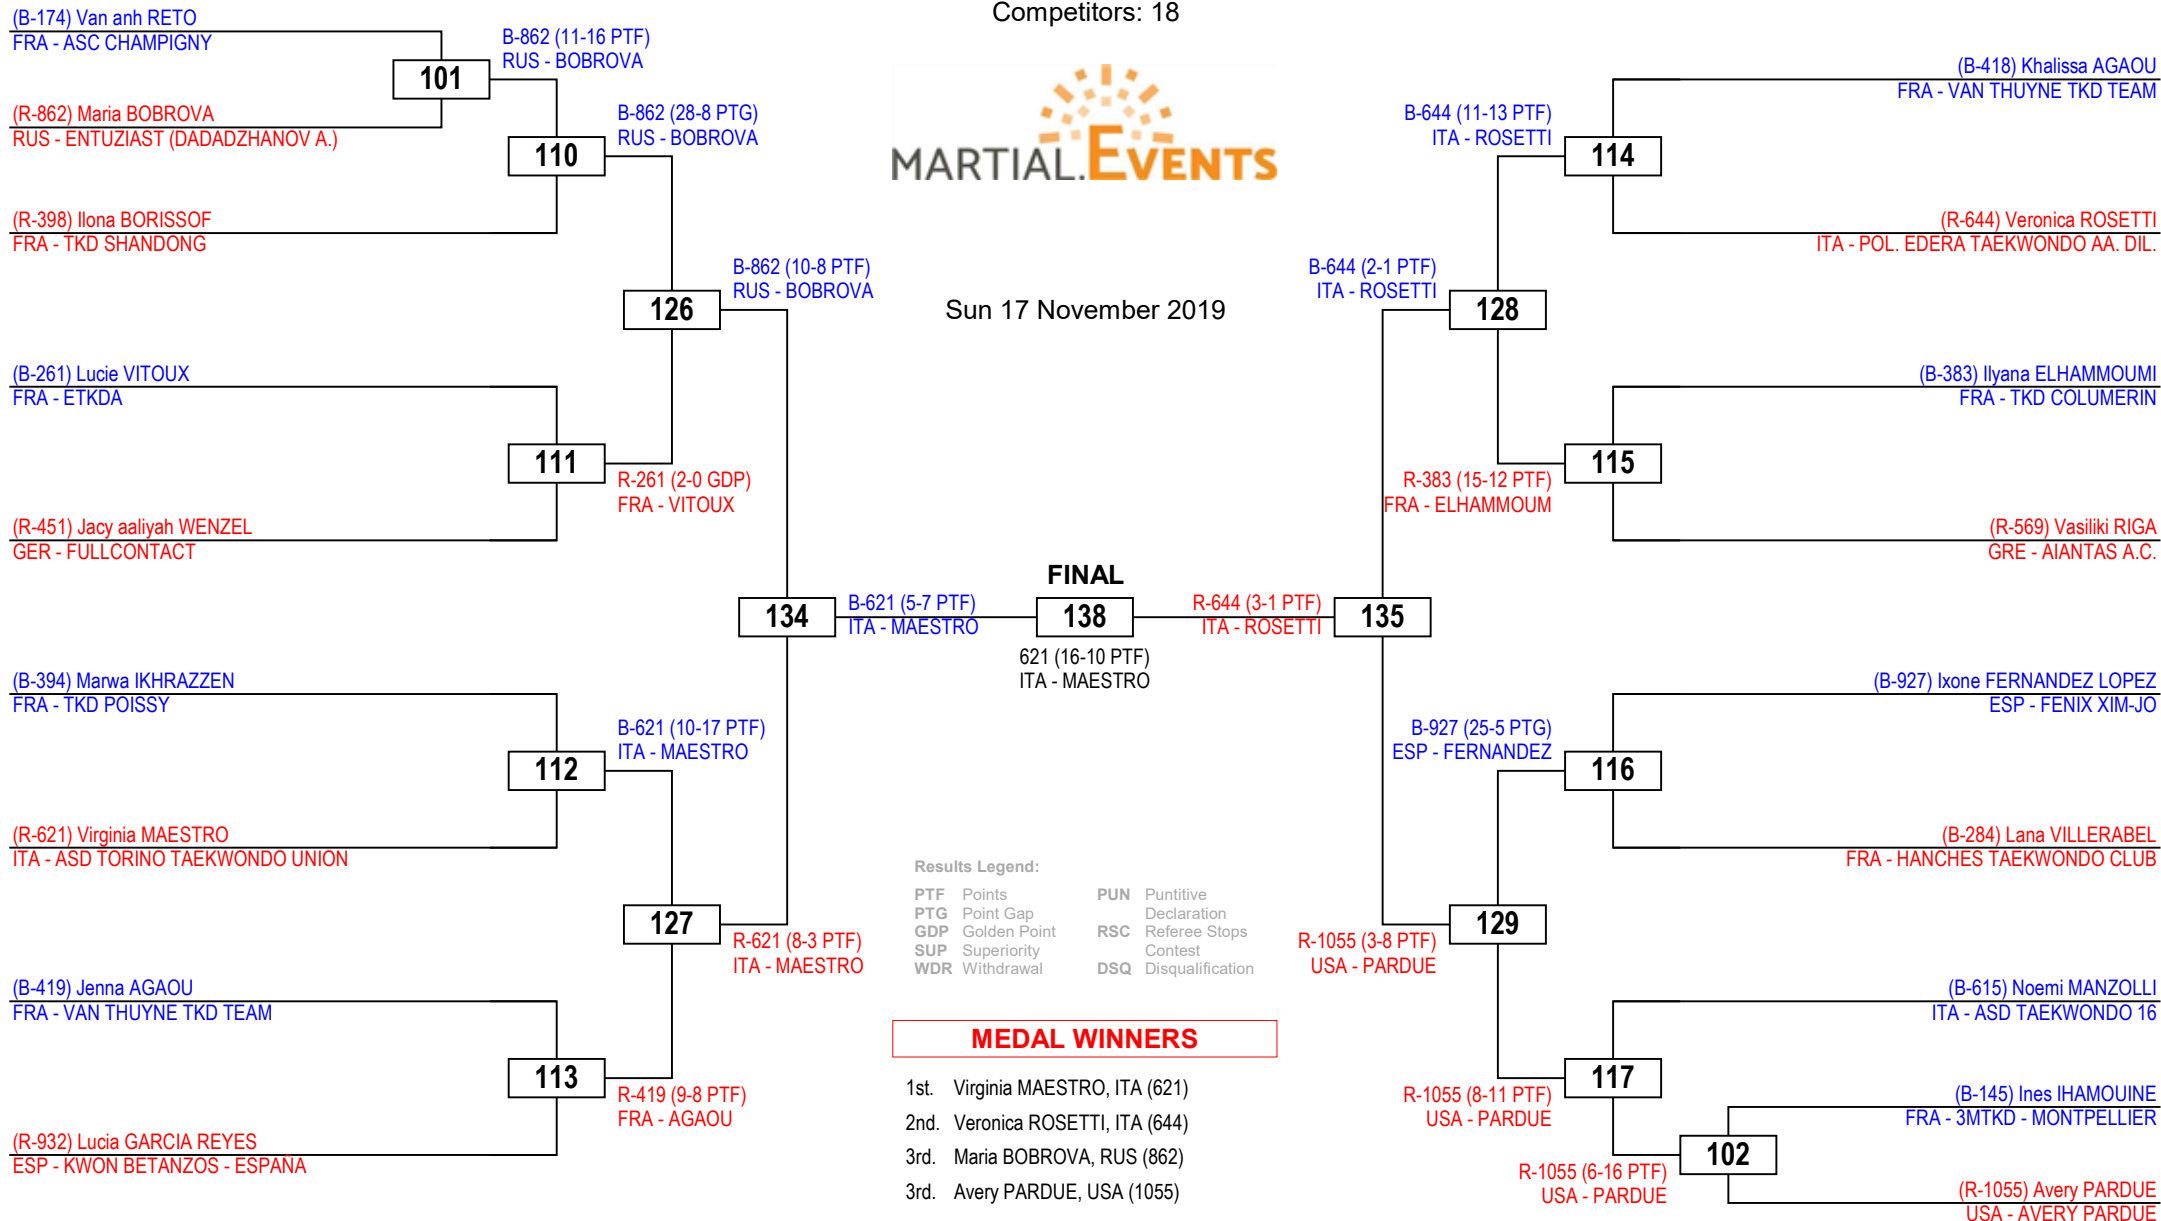 Competitors: 18
MARTIAL.EVENTS
Sun 17 November 2019
(B-174) Van anh RETO
FRA - ASC CHAMPIGNY
101
(R-862) Maria BOBROVA
RUS - ENTUZIAST (DADADZHANOV A.)
B-862 (11-16 PTF)
RUS - BOBROVA
110
(R-398) Ilona BORISSOF
FRA - TKD SHANDONG
B-862 (28-8 PTG)
RUS - BOBROVA
126
B-862 (10-8 PTF)
RUS - BOBROVA
(B-261) Lucie VITOUX
FRA - ETKDA
111
R-261 (2-0 GDP)
FRA - VITOUX
(R-451) Jacy aaliyah WENZEL
GER - FULLCONTACT
134
B-621 (5-7 PTF)
ITA - MAESTRO
(B-394) Marwa IKHRAZZEN
FRA - TKD POISSY
112
B-621 (10-17 PTF)
ITA - MAESTRO
(R-621) Virginia MAESTRO
ITA - ASD TORINO TAEKWONDO UNION
127
R-621 (8-3 PTF)
ITA - MAESTRO
(B-419) Jenna AGAOU
FRA - VAN THUYNE TKD TEAM
113
R-419 (9-8 PTF)
FRA - AGAOU
(R-932) Lucia GARCIA REYES
ESP - KWON BETANZOS - ESPAÑA
FINAL
138
621 (16-10 PTF)
ITA - MAESTRO
(B-418) Khalissa AGAOU
FRA - VAN THUYNE TKD TEAM
B-644 (11-13 PTF)
ITA - ROSETTI
114
(R-644) Veronica ROSETTI
ITA - POL. EDERA TAEKWONDO AA. DIL.
B-644 (2-1 PTF)
ITA - ROSETTI
128
(B-383) Ilyana ELHAMMOUMI
FRA - TKD COLUMERIN
115
R-383 (15-12 PTF)
FRA - ELHAMMOUM
(R-569) Vasiliki RIGA
GRE - AIANTAS A.C.
R-644 (3-1 PTF)
ITA - ROSETTI
135
(B-927) Ixone FERNANDEZ LOPEZ
ESP - FENIX XIM-JO
B-927 (25-5 PTG)
ESP - FERNANDEZ
116
(B-284) Lana VILLERABEL
FRA - HANCHES TAEKWONDO CLUB
129
R-1055 (3-8 PTF)
USA - PARDUE
(B-615) Noemi MANZOLLI
ITA - ASD TAEKWONDO 16
117
R-1055 (8-11 PTF)
USA - PARDUE
(B-145) Ines IHAMOUINE
FRA - 3MTKD - MONTPELLIER
102
R-1055 (6-16 PTF)
USA - PARDUE
(R-1055) Avery PARDUE
USA - AVERY PARDUE
Results Legend:
PTF Points
PTG Point Gap
GDP Golden Point
SUP Superiority
WDR Withdrawal
PUN Puntitive
Declaration
RSC Referee Stops
Contest
DSQ Disqualification
MEDAL WINNERS
1st. Virginia MAESTRO, ITA (621)
2nd. Veronica ROSETTI, ITA (644)
3rd. Maria BOBROVA, RUS (862)
3rd. Avery PARDUE, USA (1055)